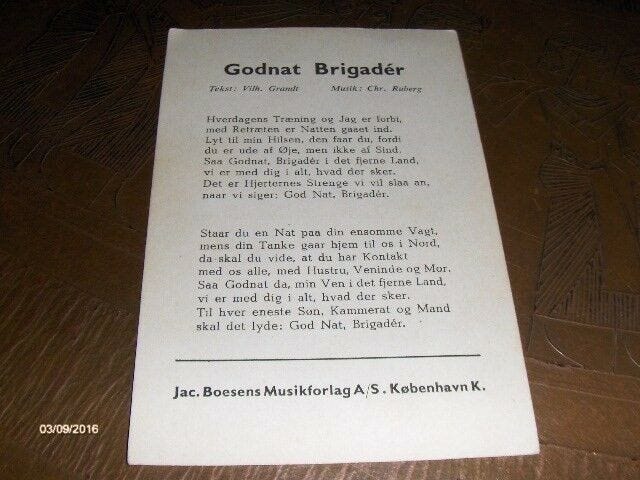 Godnat Brigadér
Tekst: Vilh. Grandt Musik: Chr. Ruberg
Hverdagens Træning og Jag er forbi,
med Retræten er Natten gaaet ind.
Lyt til min Hilsen, den faar du, fordi
du er ude af Øje, men ikke af Sind.
Saa Godnat, Brigadér i det fjerne Land,
vi er med dig i alt, hvad der sker.
Det er Hjerternes Strenge vi vil slaa an,
naar vi siger: God Nat, Brigadér.
Staar du en Nat paa din ensomme Vagt,
mens din Tanke gaar hjem til os i Nord,
da skal du vide, at du har Kontakt
med os alle, med Hustru, Veninde og Mor.
Saa Godnat da, min Ven i det fjerne Land,
vi er med dig i alt, hvad der sker.
Til hver eneste Søn, Kammerat og Mand
skal det lyde: God Nat, Brigadér.
Jac. Boesens Musikforlag A/S. København K.
03/09/2016